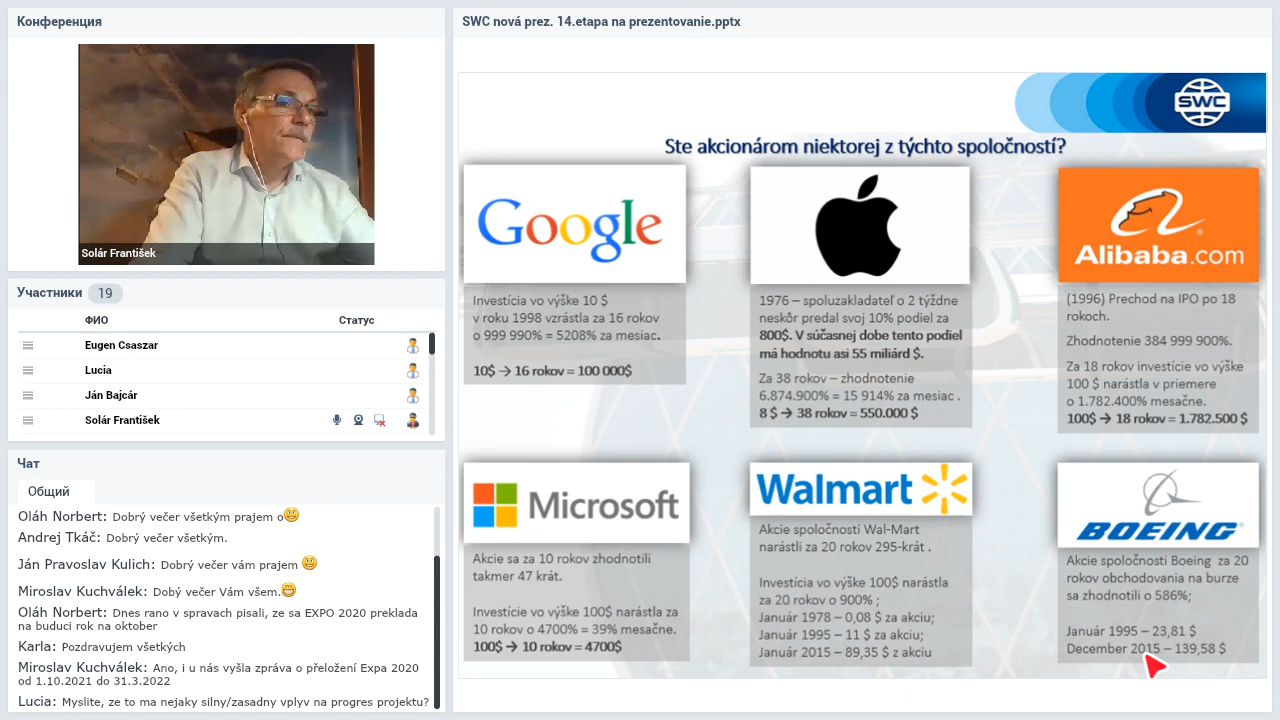 Конференция
Solár František
Участники 19
ФИО Статус
Eugen Csaszar
Lucia
Ján Bajcár
Solár František
Чат
Общий
Oláh Norbert: Dobrý večer všetkým prajem o
Andrej Tkáč: Dobrý večer všetkým.
Ján Pravoslav Kulich: Dobrý večer vám prajem
Miroslav Kuchválek: Dobý večer Vám všem.
Oláh Norbert: Dnes rano v spravach pisali, ze sa EXPO 2020 preklada
na buduci rok na oktober
Karla: Pozdravujem všetkých
Miroslav Kuchválek: Ano, i u nás vyšla zpráva o přeložení Expa 2020
od 1.10.2021 do 31.3.2022
Lucia: Myslite, ze to ma nejaky silny/zasadny vplyv na progres projektu?
SWC nová prez. 14.etapa na prezentovanie.pptx
SWC
Ste akcionárom niektorej z týchto spoločností?
Google
Investícia vo výške 10 $
v roku 1998 vzrástla za 16 rokov
o 999 990% = 5208% za mesiac.
10$ → 16 rokov = 100 000$
1976 – spoluzakladateľ o 2 týždne
neskôr predal svoj 10% podiel za
800$. V súčasnej dobe tento podiel
má hodnotu asi 55 miliárd $.
Za 38 rokov – zhodnotenie
6.874.900% = 15 914% za mesiac .
8 $ → 38 rokov = 550.000 $
Alibaba.com
(1996) Prechod na IPO po 18
rokoch.
Zhodnotenie 384 999 900%.
Za 18 rokov investície vo výške
100 $ narástla v priemere
o 1.782.400% mesačne.
100$ → 18 rokov = 1.782.500 $
Microsoft
Akcie sa za 10 rokov zhodnotili
takmer 47 krát.
Investície vo výške 100$ narástla za
10 rokov o 4700% = 39% mesačne.
100$ → 10 rokov = 4700$
Walmart
Akcie spoločnosti Wal-Mart
narástli za 20 rokov 295-krát .
Investícia vo výške 100$ narástla
za 20 rokov o 900% ;
Január 1978 – 0,08 $ za akciu;
Január 1995 – 11 $ za akciu;
Január 2015 – 89,35 $ z akciu
BOEING
Akcie spoločnosti Boeing za 20
rokov obchodovania na burze
sa zhodnotili o 586%;
Január 1995 – 23,81 $
December 2015 – 139,58 $